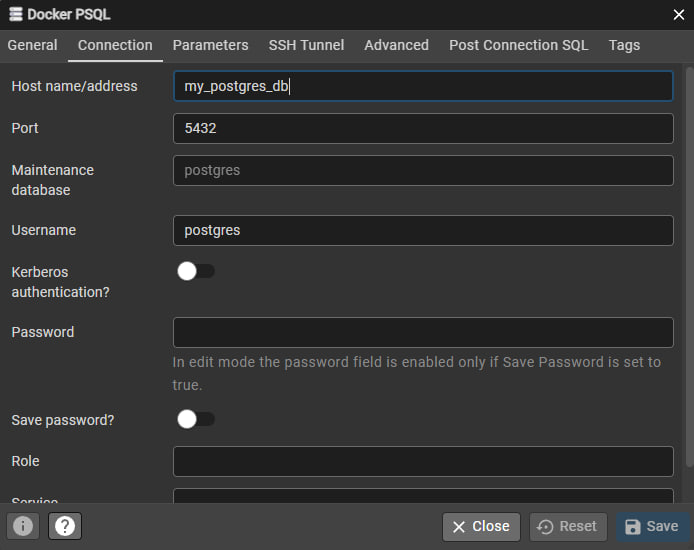 Docker PSQL
General Connection Parameters SSH Tunnel Advanced Post Connection SQL Tags
Host name/address my_postgres_db
Port 5432
Maintenance database postgres
Username postgres
Kerberos authentication?
Password
In edit mode the password field is enabled only if Save Password is set to
true.
Save password?
Role
Service
Close Reset Save